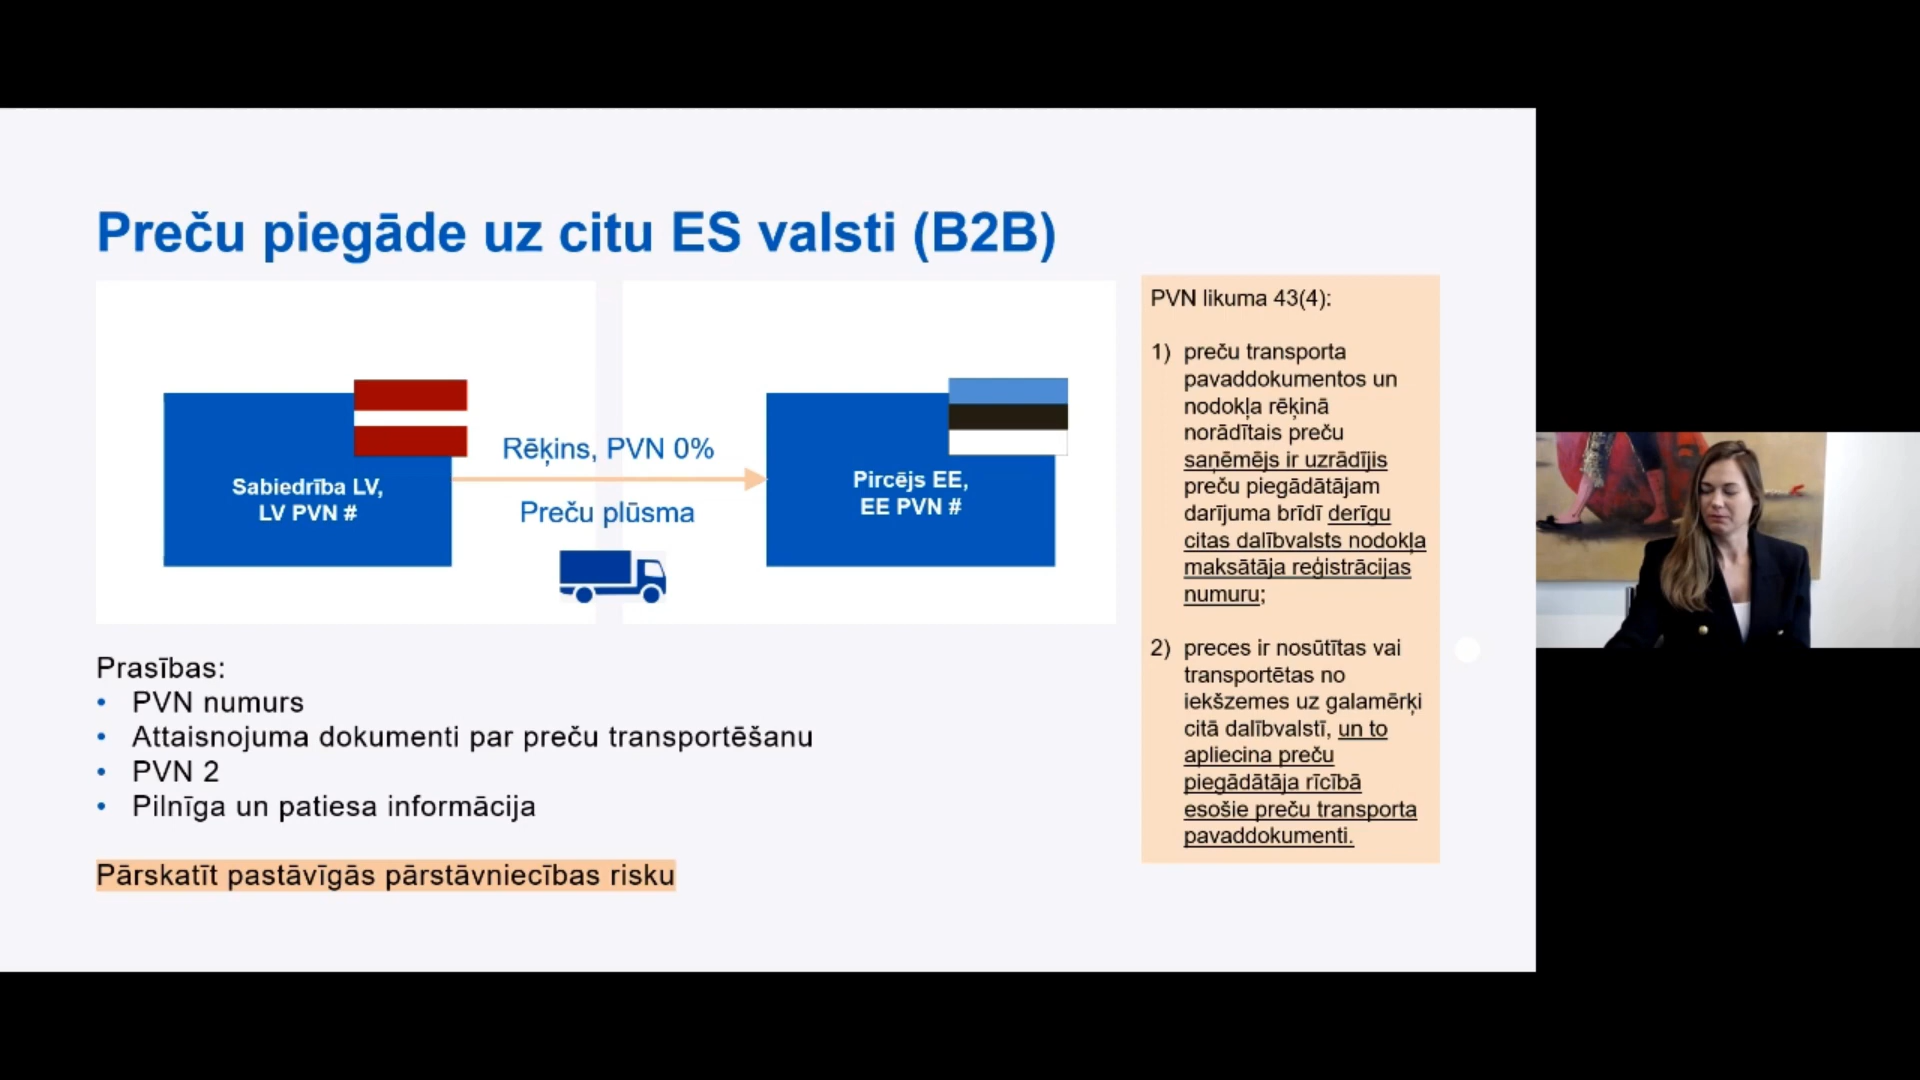 Preču piegāde uz citu ES valsti (B2B)
Sabiedrība LV,
LV PVN #
Rēķins, PVN 0%
Preču plūsma
Pircējs EE,
EE PVN #
Prasības:
• PVN numurs
• Attaisnojuma dokumenti par preču transportēšanu
• PVN 2
• Pilnīga un patiesa informācija
Pārskatīt pastāvīgās pārstāvniecības risku
PVN likuma 43(4):
1) preču transporta
pavaddokumentos un
nodokļa rēķinā
norādītais preču
saņēmējs ir uzrādījis
preču piegādātājam
darījuma brīdī derīgu
citas dalībvalsts nodokļa
maksātāja reģistrācijas
numuru;
2) preces ir nosūtītas vai
transportētas no
iekšzemes uz galamērķi
citā dalībvalstī, un to
apliecina preču
piegādātāja rīcībā
esošie preču transporta
pavaddokumenti.